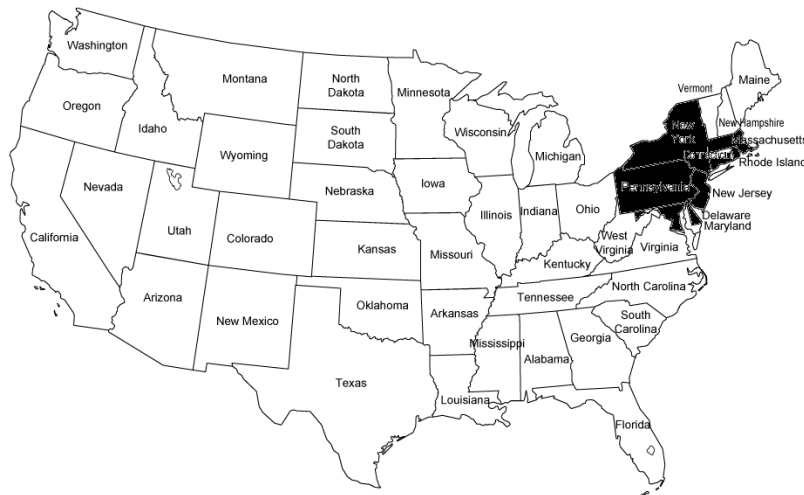 Washington
Montana
North
Dakota
Minnesota
Vermont
Maine
Oregon
Idaho
South
Dakota
Wisconsin
Michigan
New
York
New Hampshire
Massachusetts
Connecticut
Rhode Island
Wyoming
Nevada
Nebraska
Iowa
Pennsylvania
New Jersey
Utah
Colorado
Illinois
Indiana
Ohio
Delaware
Maryland
California
Kansas
Missouri
West
Virginia
Virginia
Kentucky
Arizona
New Mexico
Oklahoma
Arkansas
Tennessee
North Carolina
South
Carolina
Mississippi
Alabama
Georgia
Texas
Louisiana
Florida